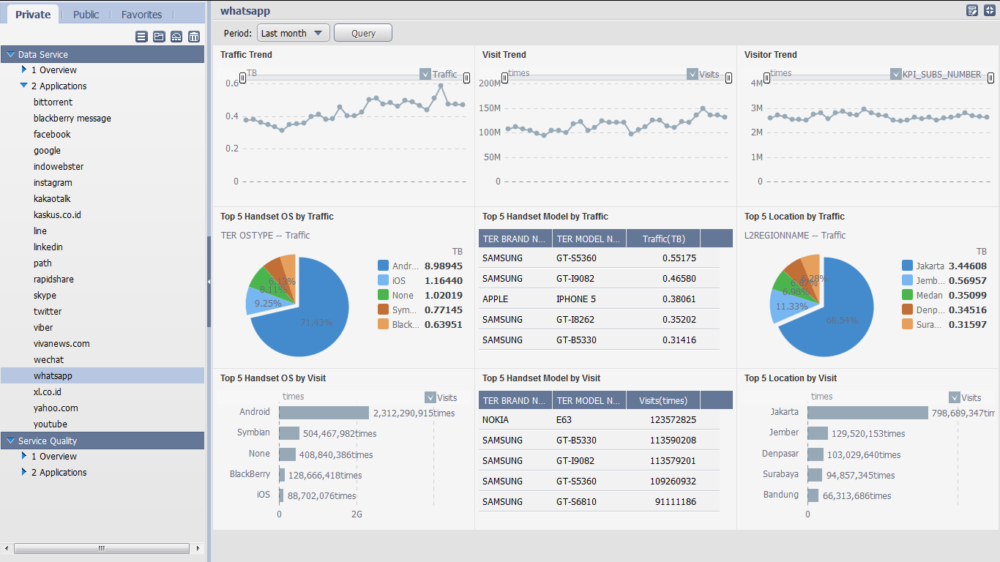 Private Public Favorites
Data Service
1 Overview
2 Applications
bittorrent
blackberry message
facebook
google
indowebster
instagram
kakaotalk
kaskus.co.id
line
linkedin
path
rapidshare
skype
twitter
viber
vivanews.com
wechat
whatsapp
xl.co.id
yahoo.com
youtube
Service Quality
1 Overview
2 Applications
whatsapp
Period: Last month Query
Traffic Trend
TB Traffic
0.6
0.4
0.2
0
Visit Trend
times Visits
200M
150M
100M
50M
0
Visitor Trend
times KPI_SUBS_NUMBER
4M
3M
2M
1M
0
Top 5 Handset OS by Traffic
TER OSTYPE -- Traffic
TB
Andr... 8.98945
iOS 1.16440
None 1.02019
Sym... 0.77145
Black... 0.63951
6.13%
8.11%
9.25%
71.43%
Top 5 Handset Model by Traffic
TER BRAND N... TER MODEL N... Traffic(TB)
SAMSUNG GT-S5360 0.55175
SAMSUNG GT-I9082 0.46580
APPLE IPHONE 5 0.38061
SAMSUNG GT-I8262 0.35202
SAMSUNG GT-B5330 0.31416
Top 5 Location by Traffic
L2REGIONNAME -- Traffic
TB
Jakarta 3.44608
Jemb... 0.56957
Medan 0.35099
Denp... 0.34516
Sura... 0.31597
6.28%
6.87%
6.98%
11.33%
68.54%
Top 5 Handset OS by Visit
times Visits
Android 2,312,290,915times
Symbian 504,467,982times
None 408,840,386times
BlackBerry 128,666,418times
iOS 88,702,076times
0 2G
Top 5 Handset Model by Visit
TER BRAND N... TER MODEL N... Visits(times)
NOKIA E63 123572825
SAMSUNG GT-B5330 113590208
SAMSUNG GT-I9082 113579201
SAMSUNG GT-S5360 109260932
SAMSUNG GT-S6810 91111186
Top 5 Location by Visit
times Visits
Jakarta 798,689,347tim
Jember 129,520,153times
Denpasar 103,029,640times
Surabaya 94,857,345times
Bandung 66,313,686times
0